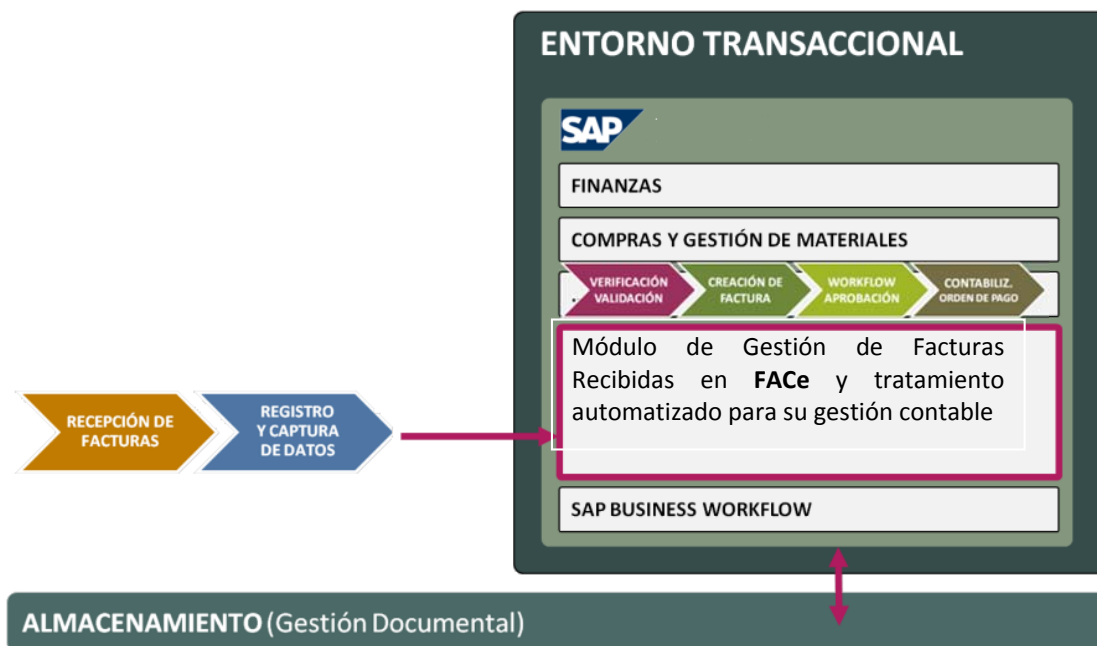 ENTORNO TRANSACCIONAL
SAP
FINANZAS
COMPRAS Y GESTIÓN DE MATERIALES
VERIFICACIÓN
VALIDACIÓN
CREACIÓN DE
FACTURA
WORKFLOW
APROBACIÓN
CONTABILIZ.
ORDEN DE PAGO
Módulo de Gestión de Facturas
Recibidas en FACe y tratamiento
automatizado para su gestión contable
RECEPCIÓN DE
FACTURAS
REGISTRO
Y CAPTURA
DE DATOS
SAP BUSINESS WORKFLOW
ALMACENAMIENTO (Gestión Documental)